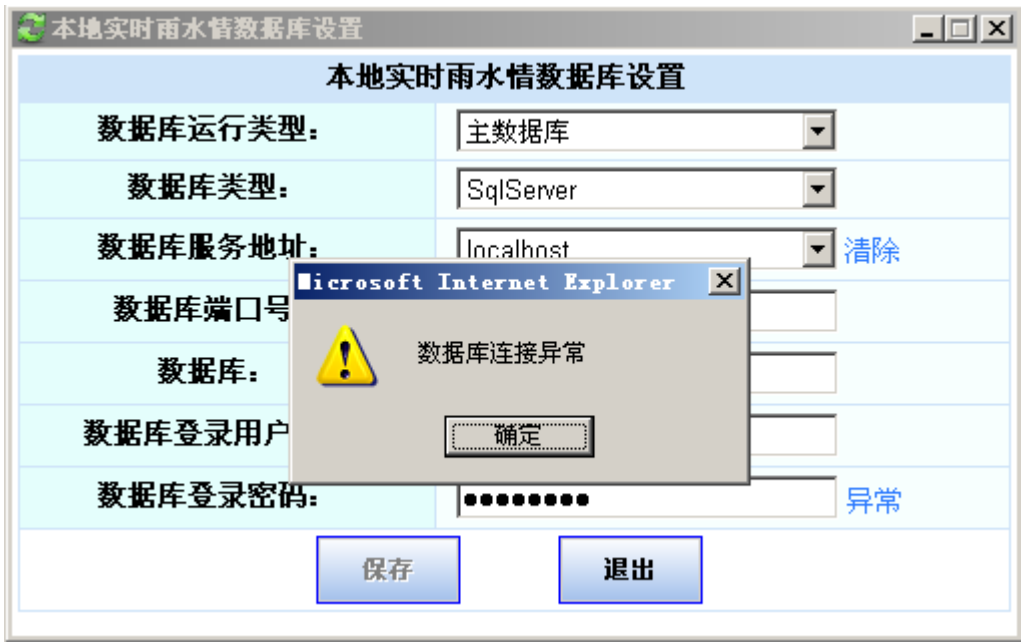 本地实时雨水情数据库设置
本地实时雨水情数据库设置
数据库运行类型：
主数据库
数据库类型：
SqlServer
数据库服务地址：
localhost
清除
Microsoft Internet Explorer
数据库端口号
数据库连接异常
数据库：
数据库登录用户
确定
数据库登录密码：
异常
保存
退出